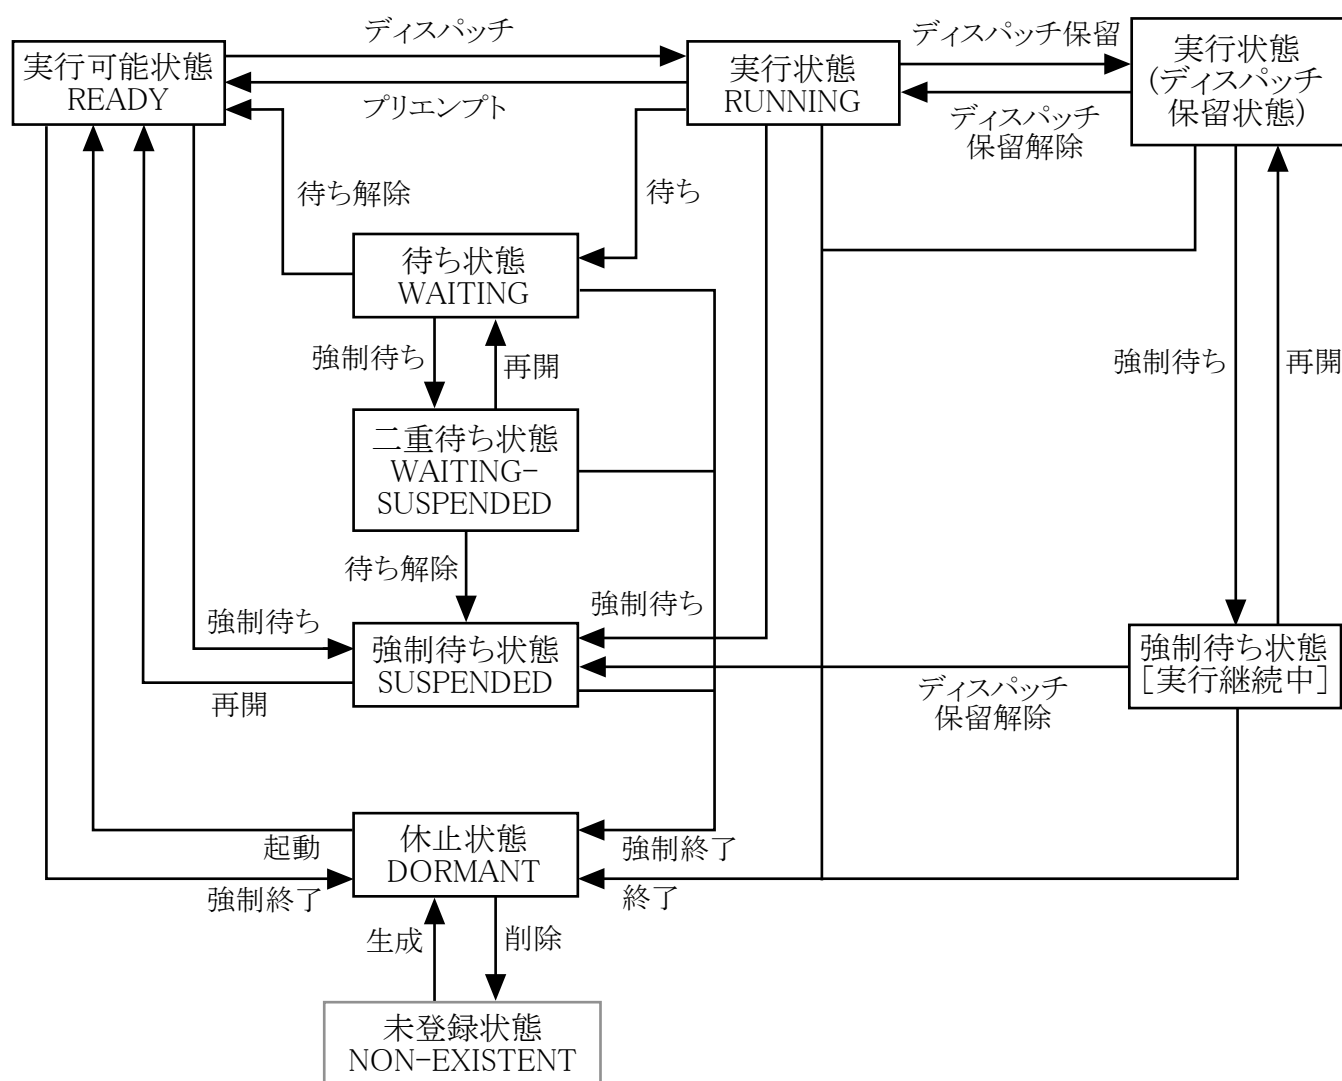 ディスパッチ
ディスパッチ保留
実行可能状態
READY
実行状態
RUNNING
実行状態
(ディスパッチ
保留状態)
プリエンプト
ディスパッチ
保留解除
待ち解除
待ち
待ち状態
WAITING
強制待ち
再開
強制待ち
再開
二重待ち状態
WAITING-
SUSPENDED
待ち解除
強制待ち
強制待ち
強制待ち状態
SUSPENDED
強制待ち状態
[実行継続中]
再開
ディスパッチ
保留解除
起動
休止状態
DORMANT
強制終了
強制終了
終了
生成
削除
未登録状態
NON-EXISTENT